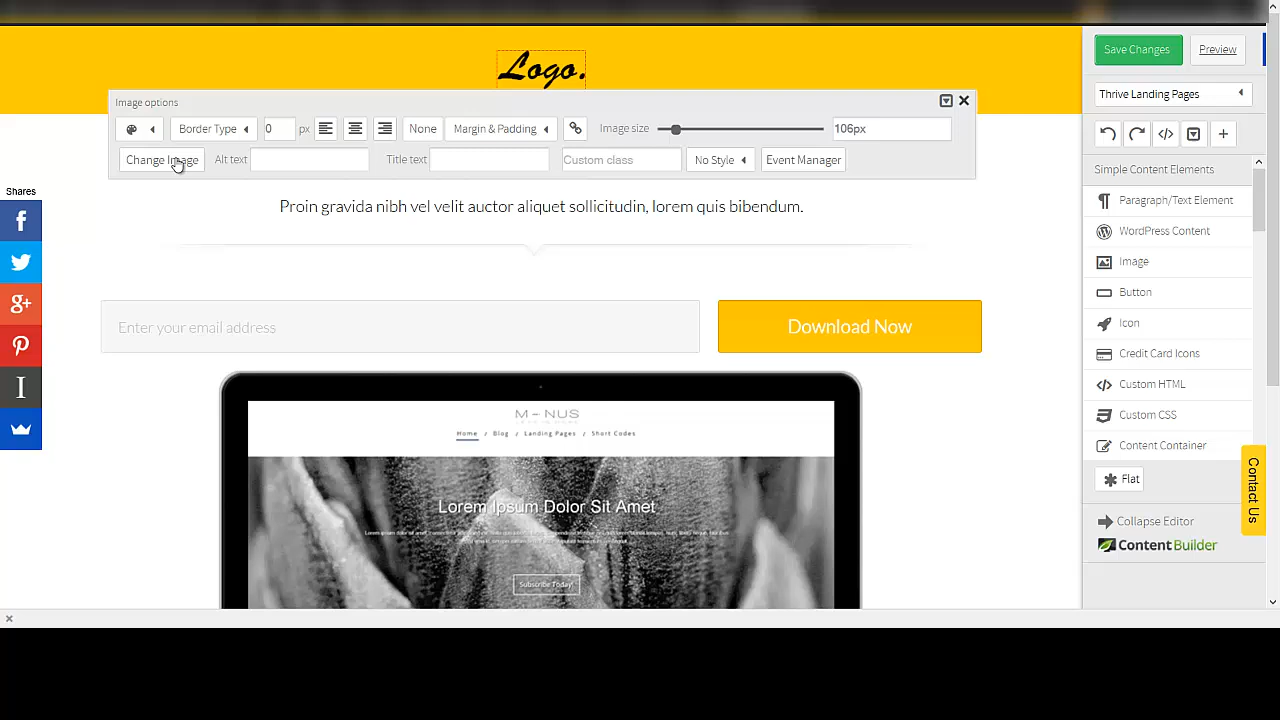 Logo.
Save Changes
Preview
Image options
Thrive Landing Pages
Border Type
0
px
None
Margin & Padding
Image size
106px
Change Image
Alt text
Title text
Custom class
No Style
Event Manager
Simple Content Elements
Shares
Proin gravida nibh vel velit auctor aliquet sollicitudin, lorem quis bibendum.
Paragraph/Text Element
WordPress Content
Image
Button
Icon
Credit Card Icons
Custom HTML
Custom CSS
Content Container
Enter your email address
Download Now
M-NUS
Home / Blog / Landing Pages / Short Codes
Lorem Ipsum Dolor Sit Amet
Subscribe Today!
Flat
Collapse Editor
Content Builder
Contact Us